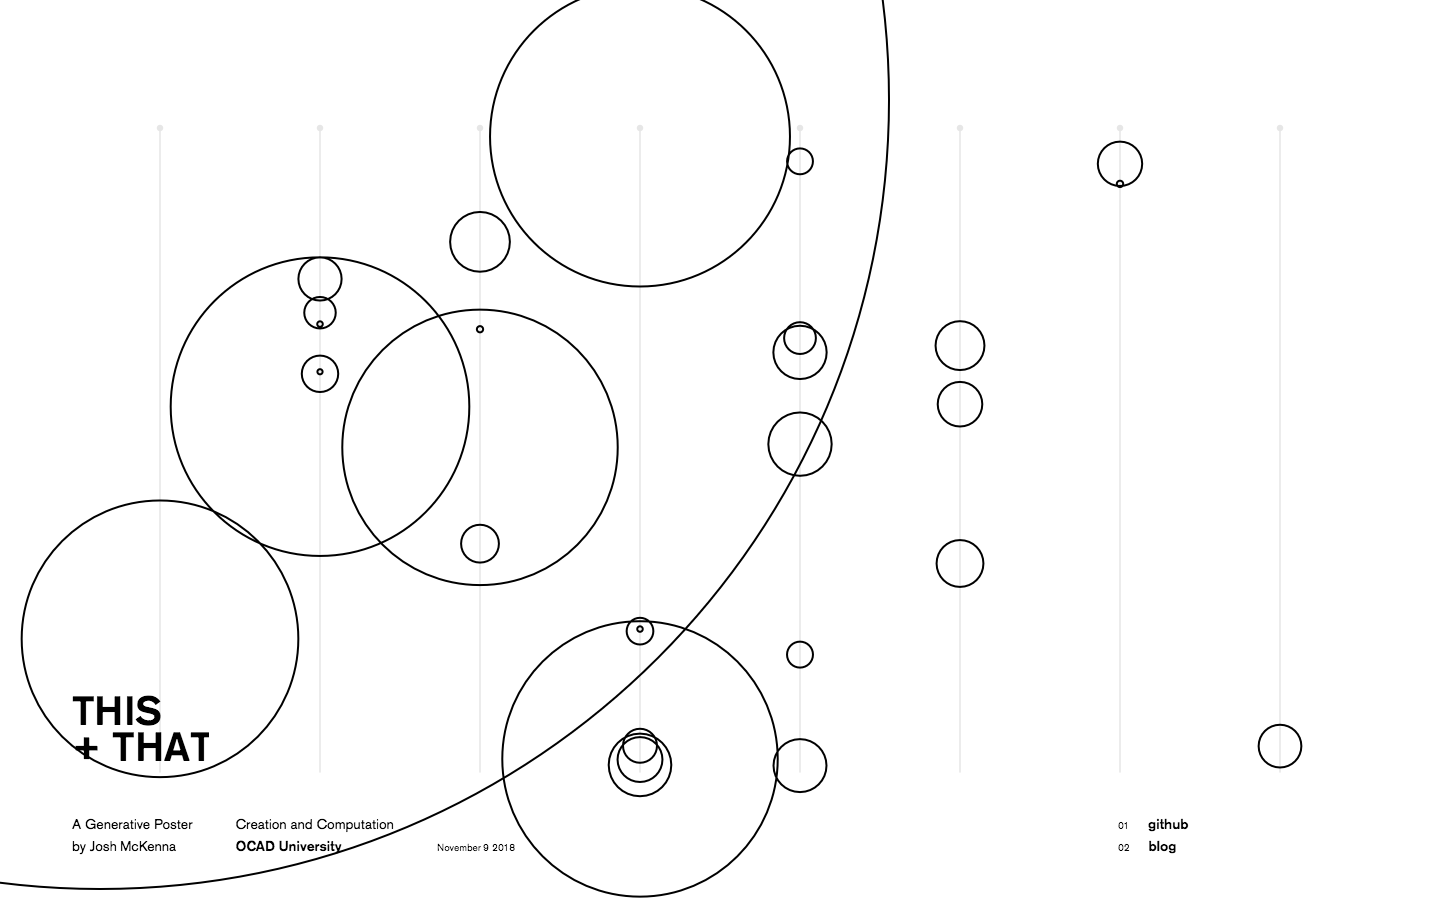 THIS
+ THAT
A Generative Poster
by Josh McKenna
Creation and Computation
OCAD University
November 9 2018
01 github
02 blog